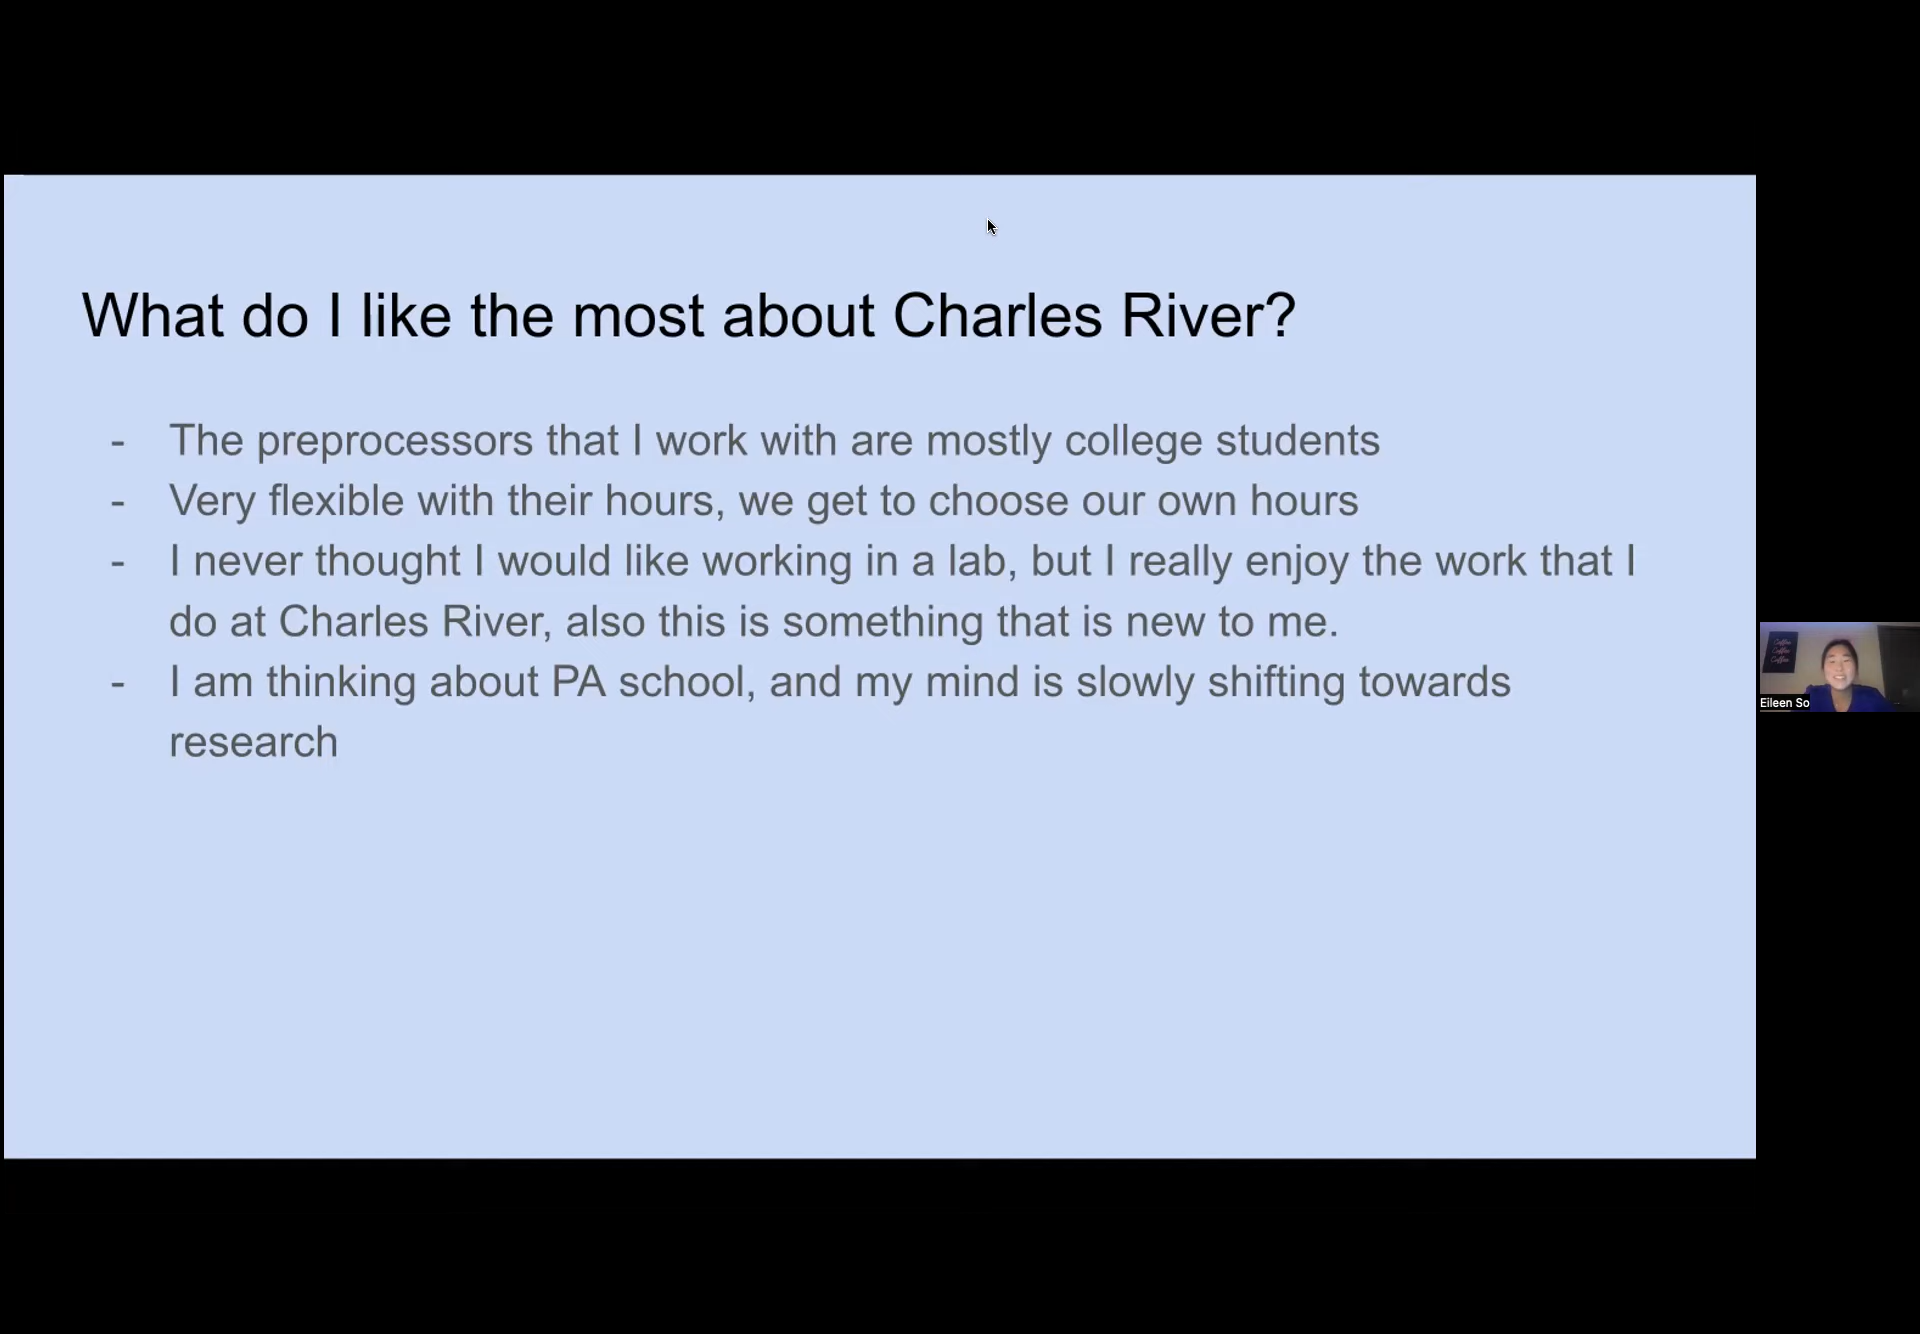 What do I like the most about Charles River?
- The preprocessors that I work with are mostly college students
- Very flexible with their hours, we get to choose our own hours
- I never thought I would like working in a lab, but I really enjoy the work that I
do at Charles River, also this is something that is new to me.
- I am thinking about PA school, and my mind is slowly shifting towards
research
Coffee
Coffee
Coffee
Eileen So